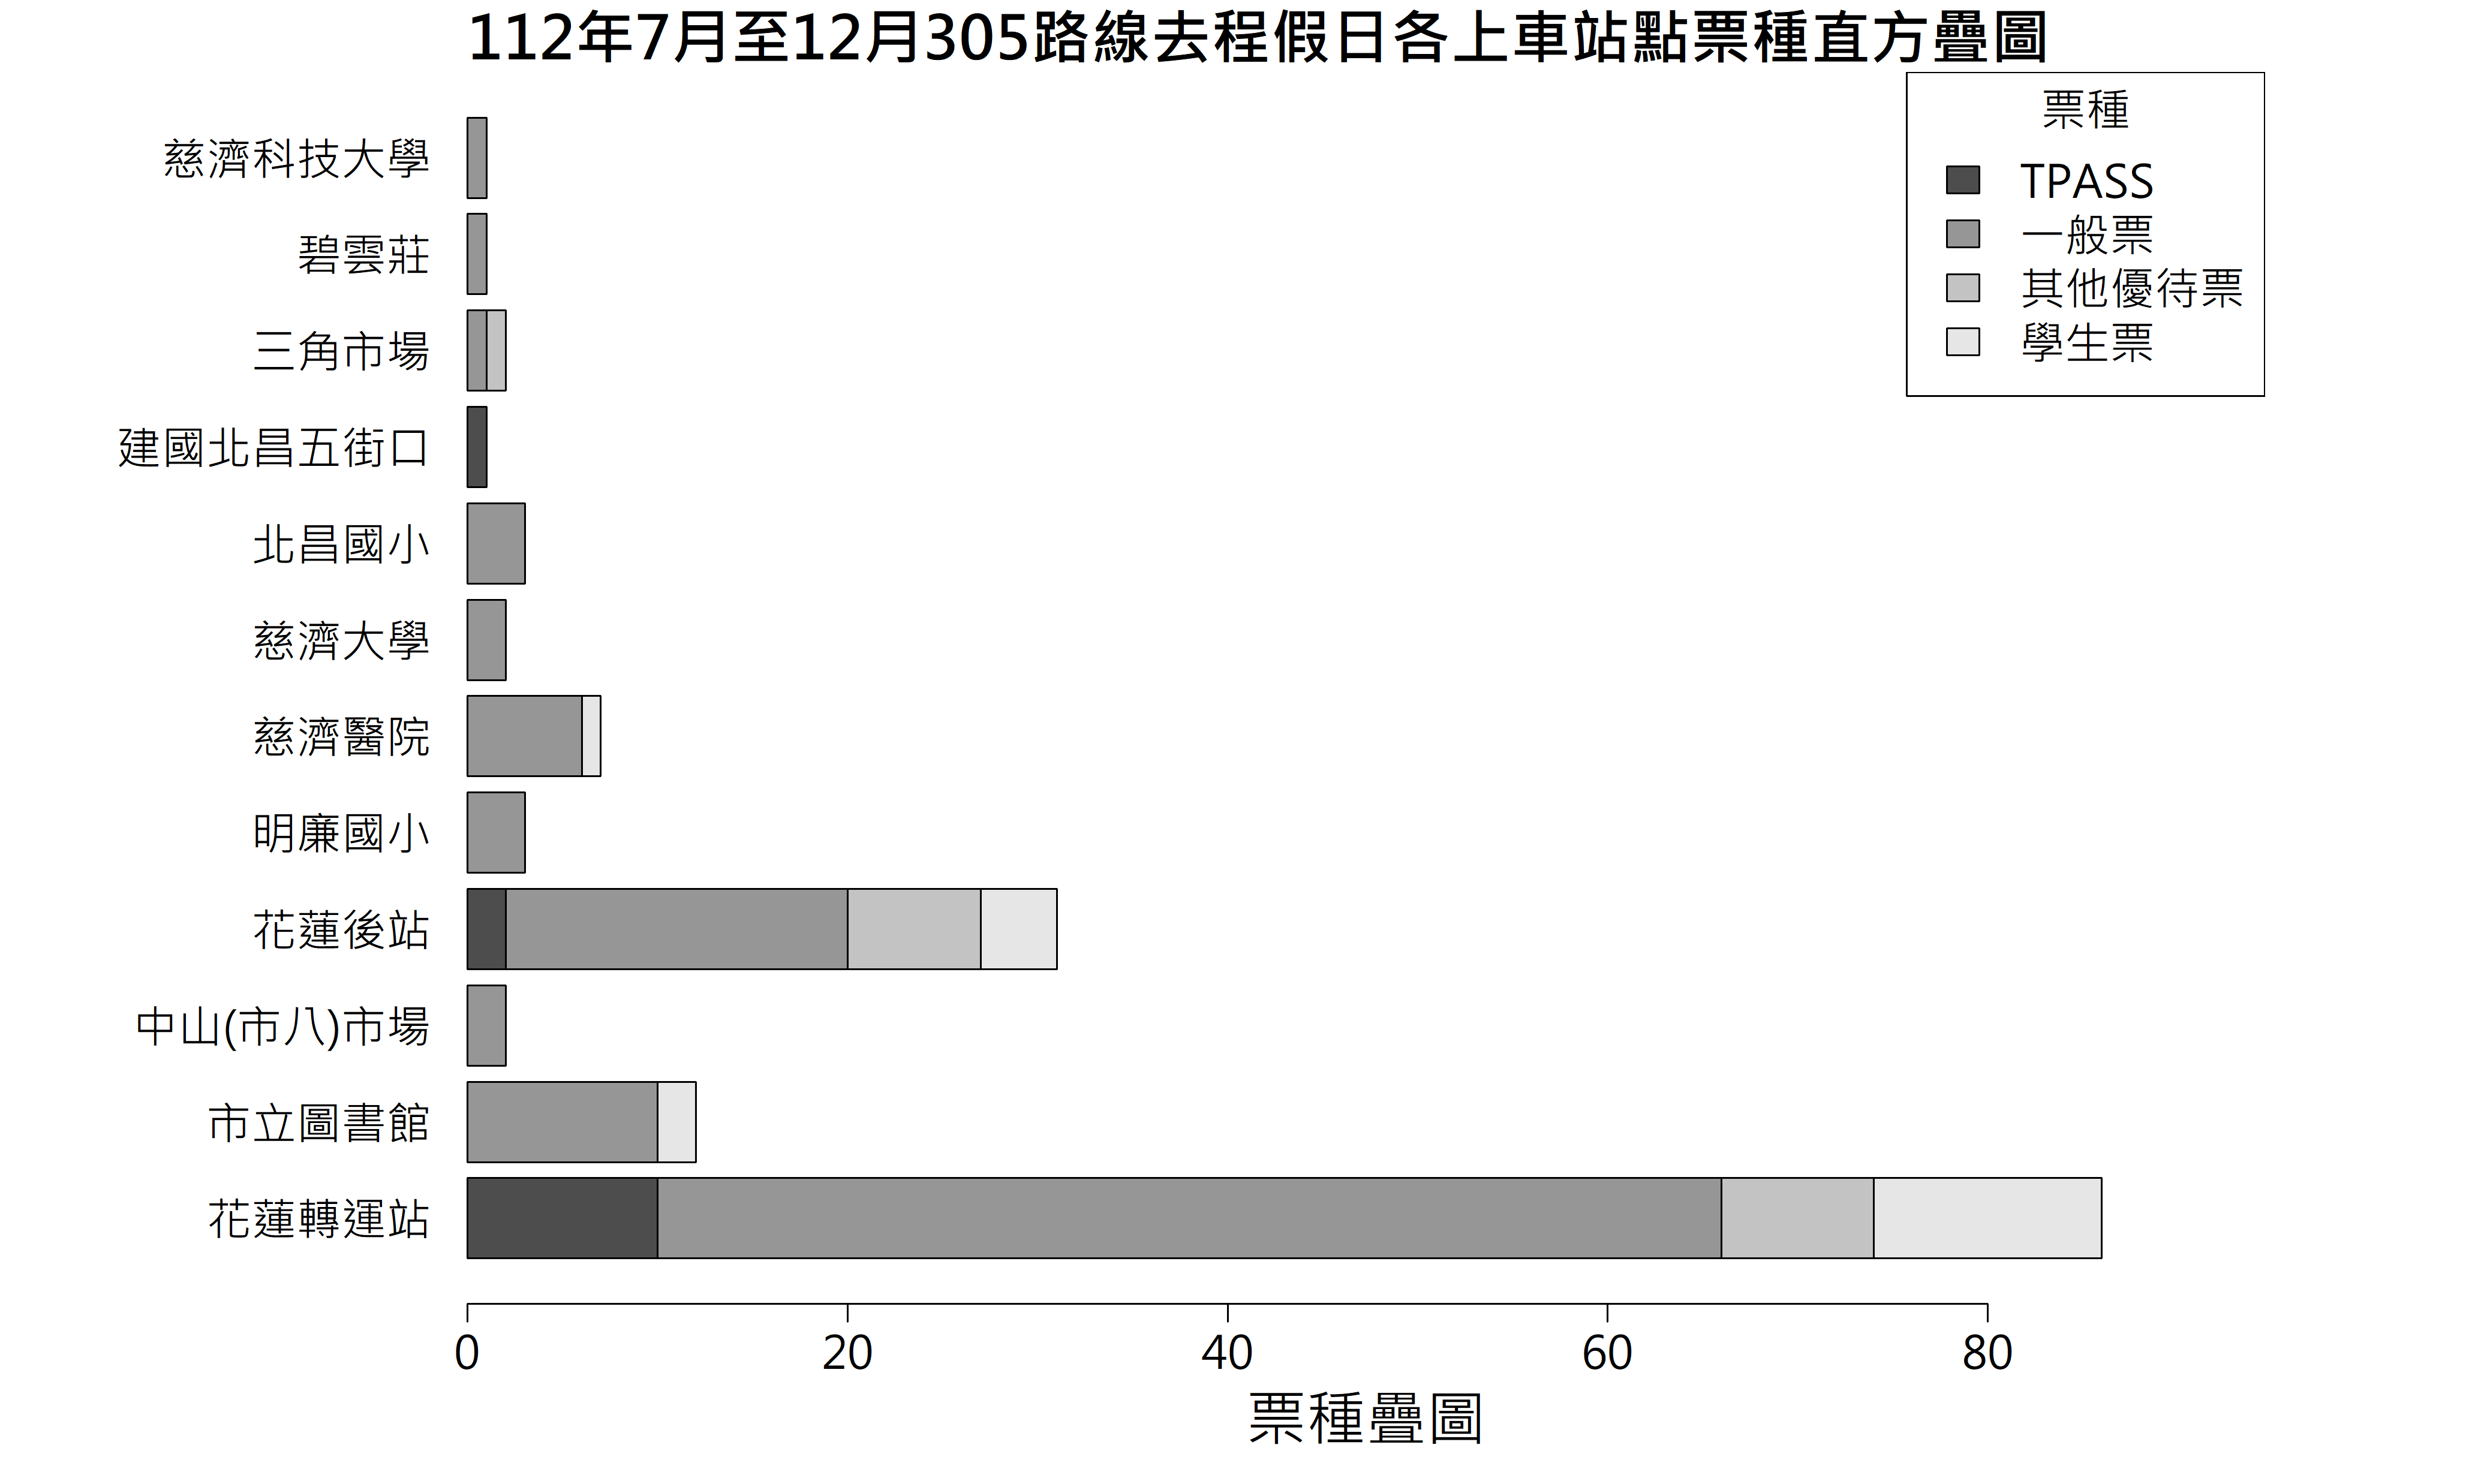 112年7月至12月305路線去程假日各上車站點票種直方疊圖
票種
TPASS
一般票
其他優待票
學生票
慈濟科技大學
碧雲莊
三角市場
建國北昌五街口
北昌國小
慈濟大學
慈濟醫院
明廉國小
花蓮後站
中山(市八)市場
市立圖書館
花蓮轉運站
0 20 40 60 80
票種疊圖